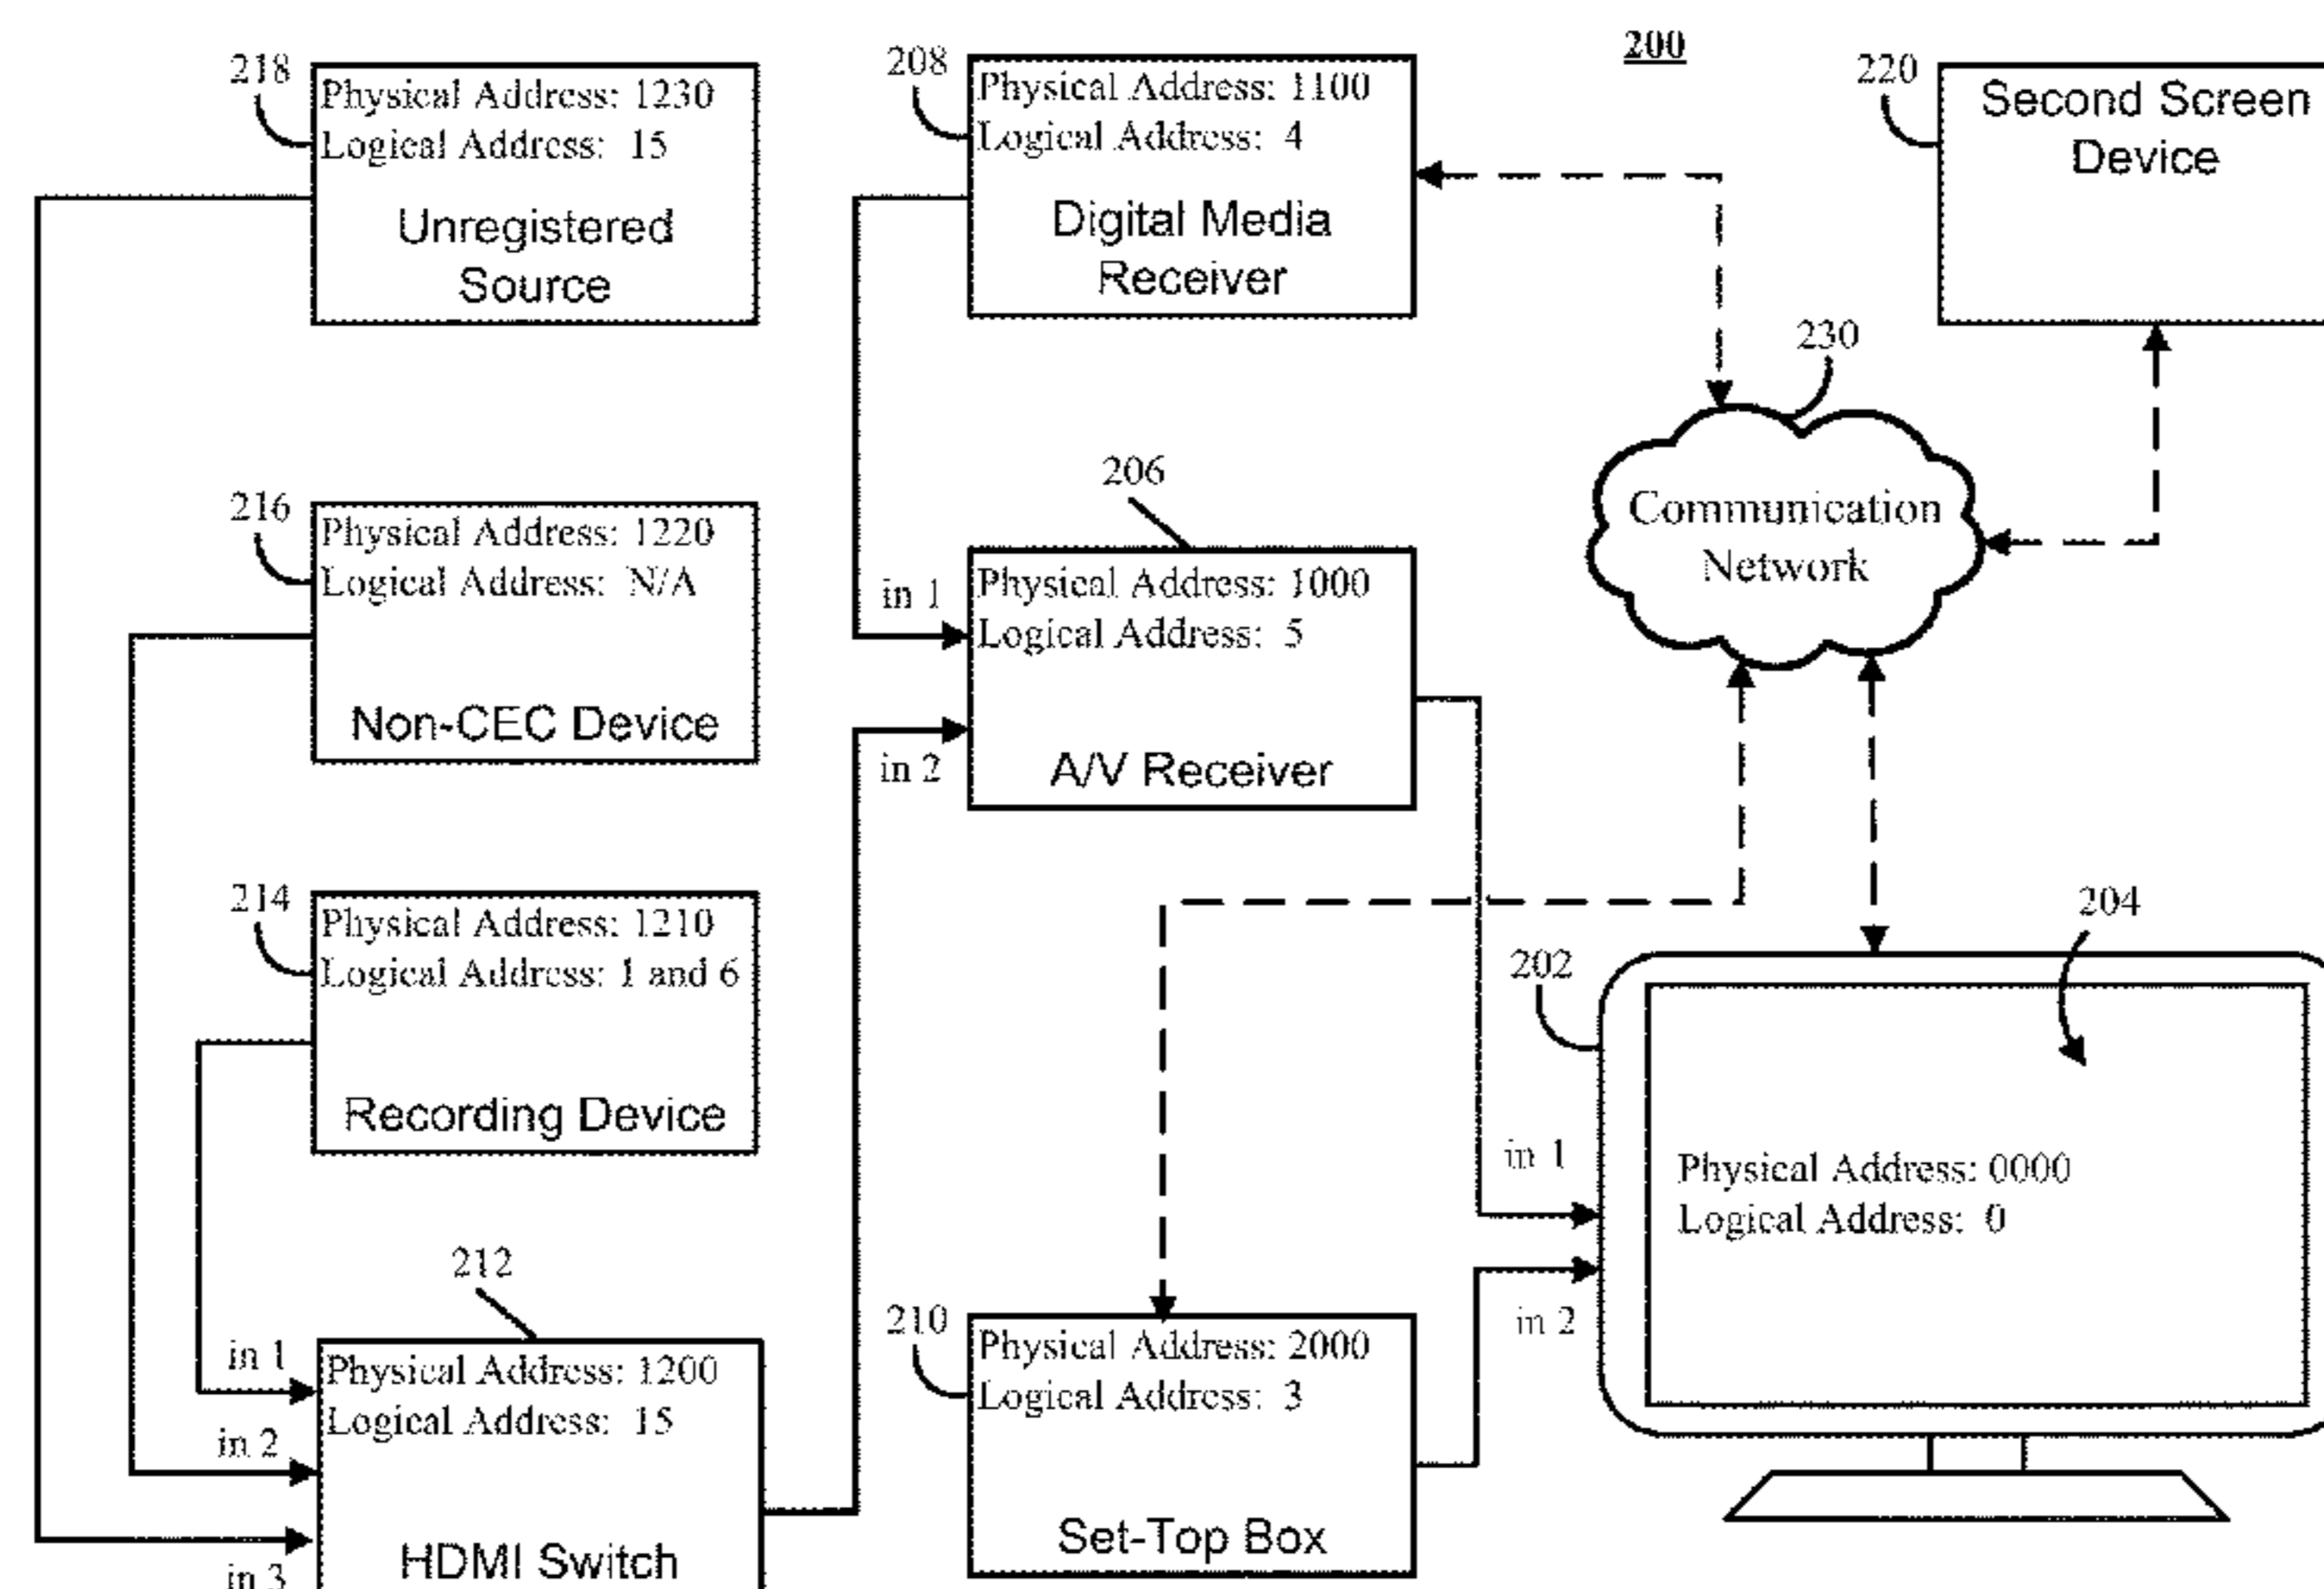 200
218
Physical Address: 1230
Logical Address: 15
Unregistered
Source
208
Physical Address: 1100
Logical Address: 4
Digital Media
Receiver
220
Second Screen
Device
230
Communication
Network
216
Physical Address: 1220
Logical Address: N/A
Non-CEC Device
206
in 1
Physical Address: 1000
Logical Address: 5
in 2
A/V Receiver
214
Physical Address: 1210
Logical Address: 1 and 6
Recording Device
204
202
in 1
Physical Address: 0000
Logical Address: 0
in 2
212
in 1
Physical Address: 1200
Logical Address: 15
in 2
HDMI Switch
in 3
210
Physical Address: 2000
Logical Address: 3
Set-Top Box